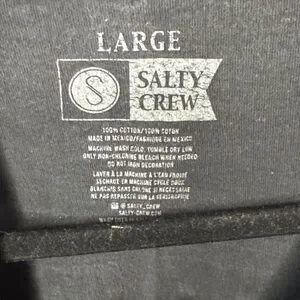 LARGE
S
SALTY
CREW
100% COTTON/100% COTON
MADE IN MEXICO/FABRIQUE EN MEXICO
MACHINE WASH COLD, TUMBLE DRY LOW
ONLY NON-CHLORINE BLEACH WHEN NEEDED
DO NOT IRON DECORATION
LAVER À LA MACHINE À L'EAU FROIDE
SECHAGE EN MACHINE CYCLE DOUX
BLANCHIR SANS CHLORE SI NECESSAIRE
NE PAS REPASSER SUR LA SERIGRAPHIE
@SALTY_CREW
SALTY-CREW.COM